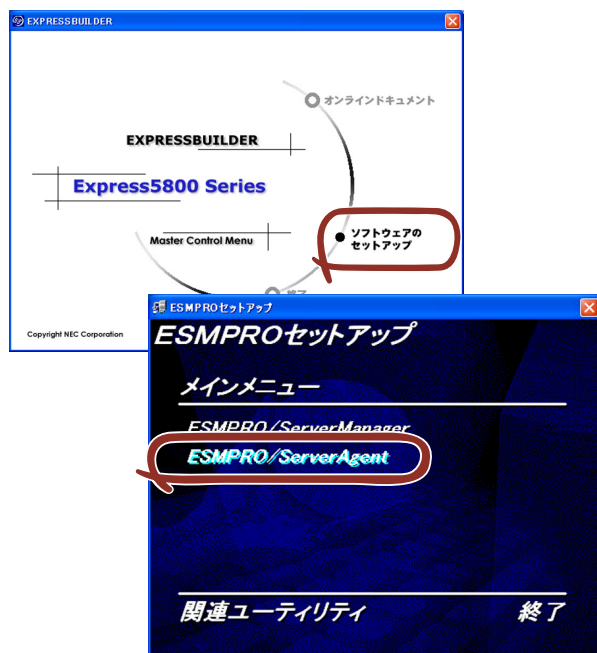 EXPRESSBUILDER
オンラインドキュメント
EXPRESSBUILDER
Express5800 Series
ソフトウェアの
セットアップ
Master Control Menu
終了
Copyright NEC Corporation
ESMPROセットアップ
ESMPROセットアップ
メインメニュー
ESMPRO/ServerManager
ESMPRO/ServerAgent
関連ユーティリティ
終了